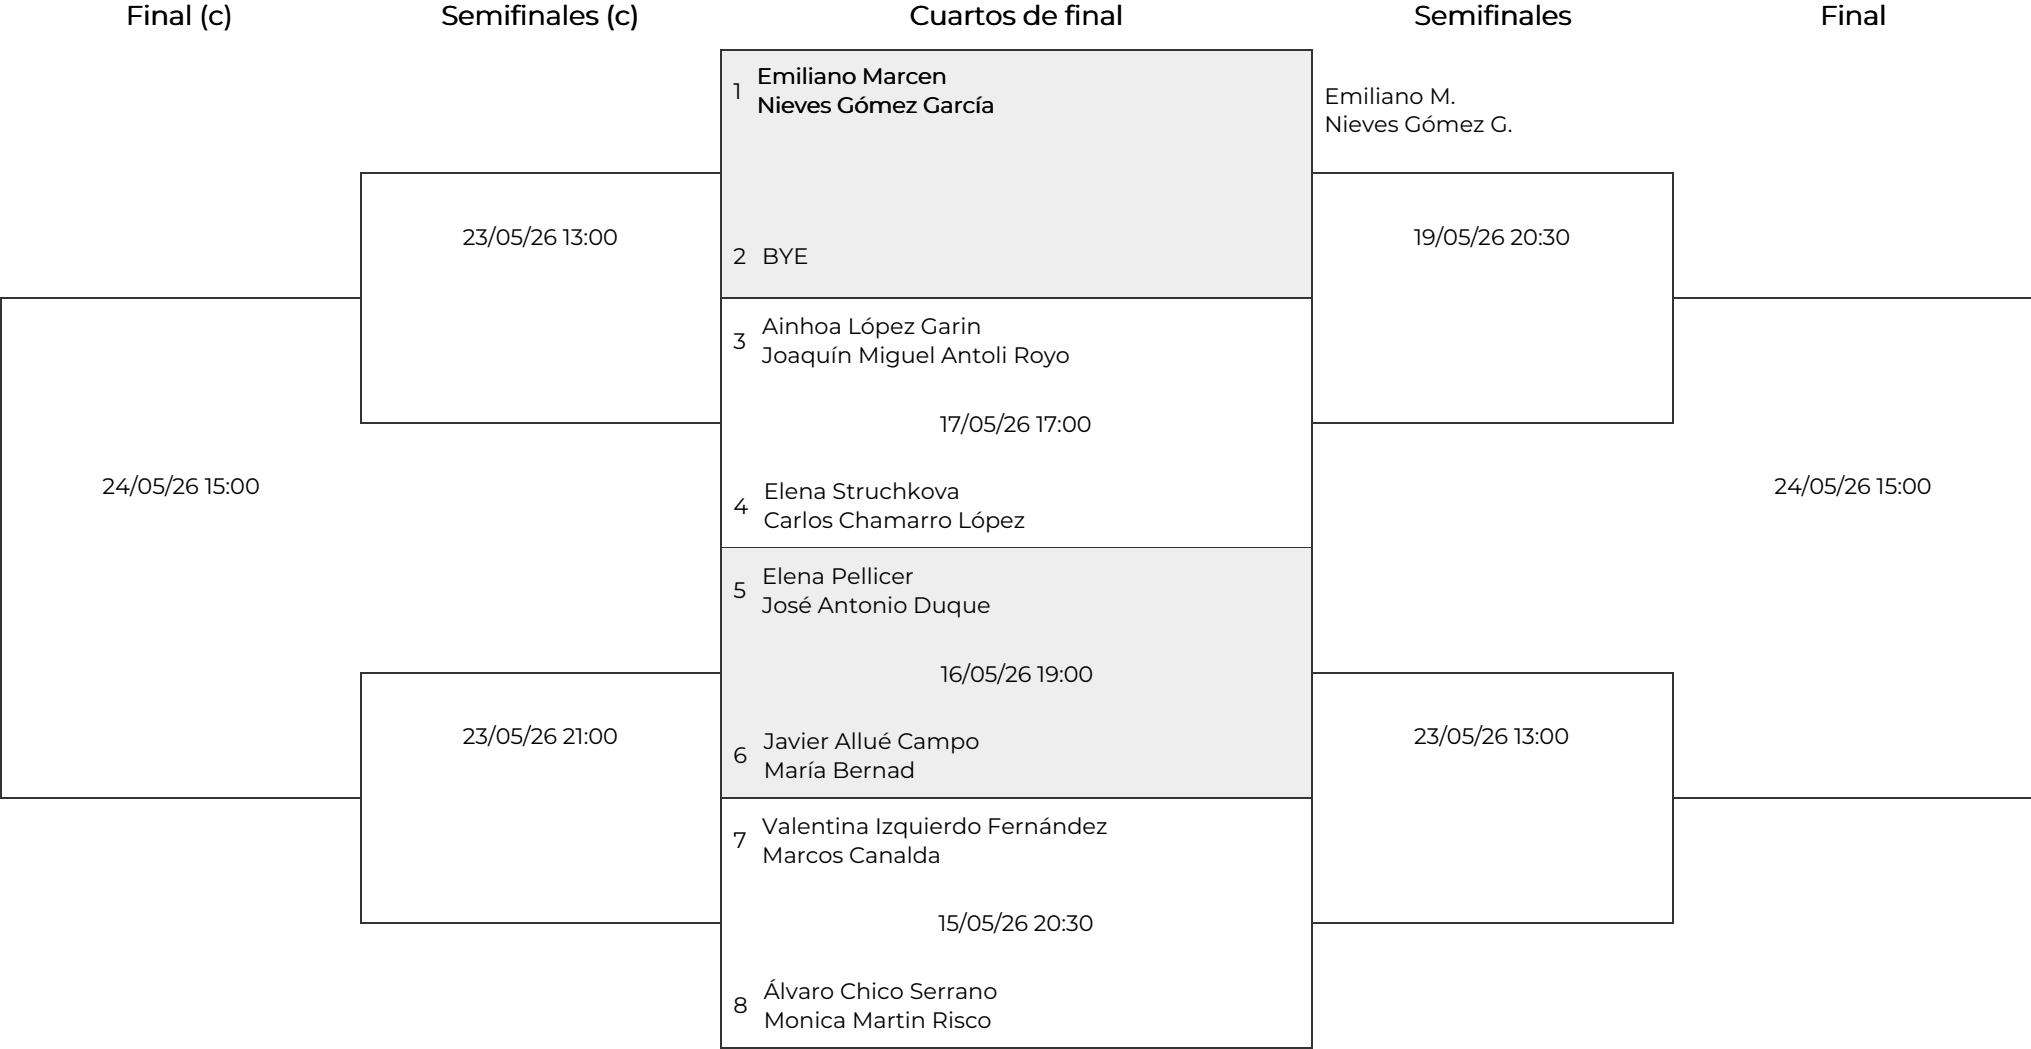 Final (c)
Semifinales (c)
Cuartos de final
Semifinales
Final
1
Emiliano Marcen
Nieves Gómez García
Emiliano M.
Nieves Gómez G.
23/05/26 13:00
19/05/26 20:30
2 BYE
3
Ainhoa López Garin
Joaquín Miguel Antoli Royo
17/05/26 17:00
24/05/26 15:00
24/05/26 15:00
4
Elena Struchkova
Carlos Chamarro López
5
Elena Pellicer
José Antonio Duque
16/05/26 19:00
23/05/26 21:00
23/05/26 13:00
6
Javier Allué Campo
María Bernad
7
Valentina Izquierdo Fernández
Marcos Canalda
15/05/26 20:30
8
Álvaro Chico Serrano
Monica Martin Risco